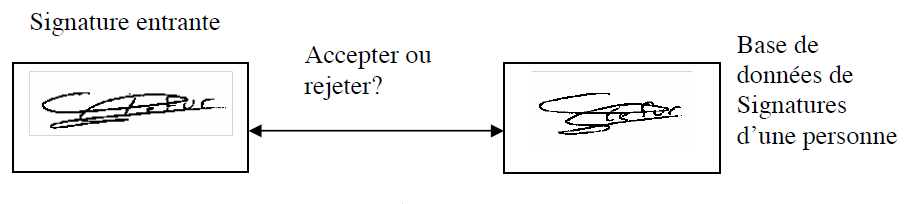 Signature entrante
Accepter ou
rejeter?
Base de
données de
Signatures
d'une personne